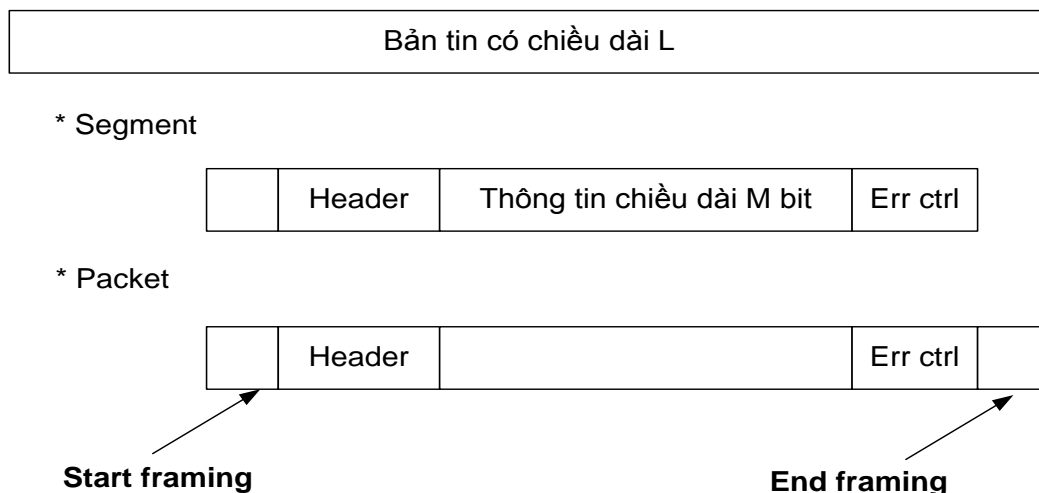 Bản tin có chiều dài L
* Segment
Header Thông tin chiều dài M bit Err ctrl
* Packet
Header Err ctrl
Start framing End framing